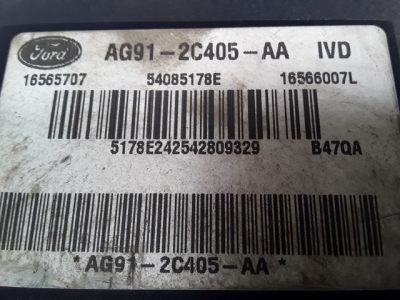 Ford AG91-2C405-AA IVD
16565707 54085178E 16566007L
5178E242542809329 B47QA
*AG91-2C405-AA*